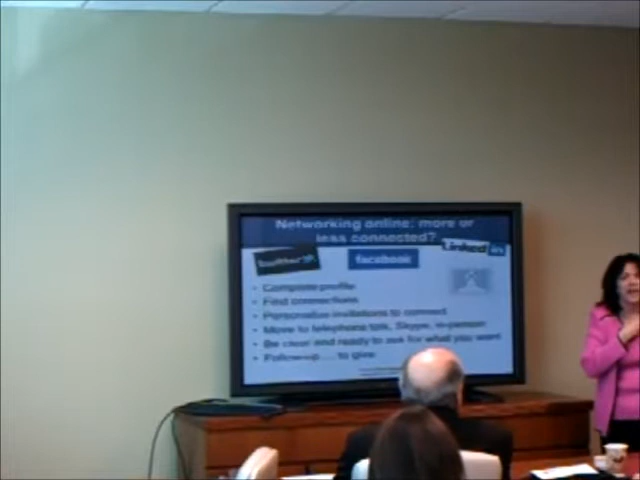 Networking online: more or
less connected?
twitter
facebook
Linked in
• Complete profile
• Find connections
• Personalise invitations to connect
• Move to telephone talk, Skype, in-person
• Be clear and ready to ask for what you want
• Follow-up ... to give